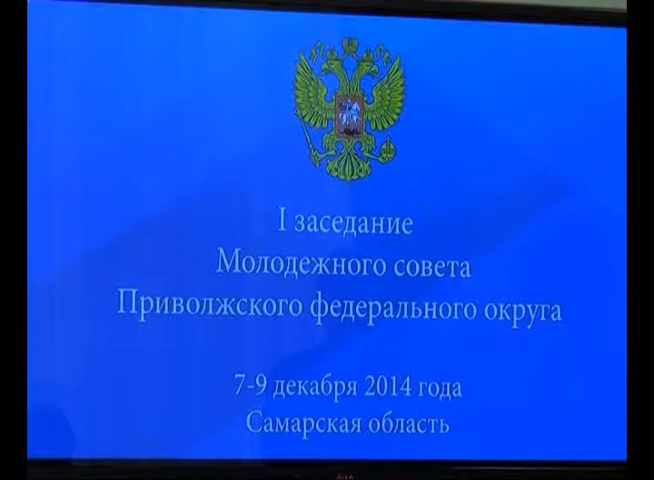 I заседание
Молодежного совета
Приволжского федерального округа
7-9 декабря 2014 года
Самарская область